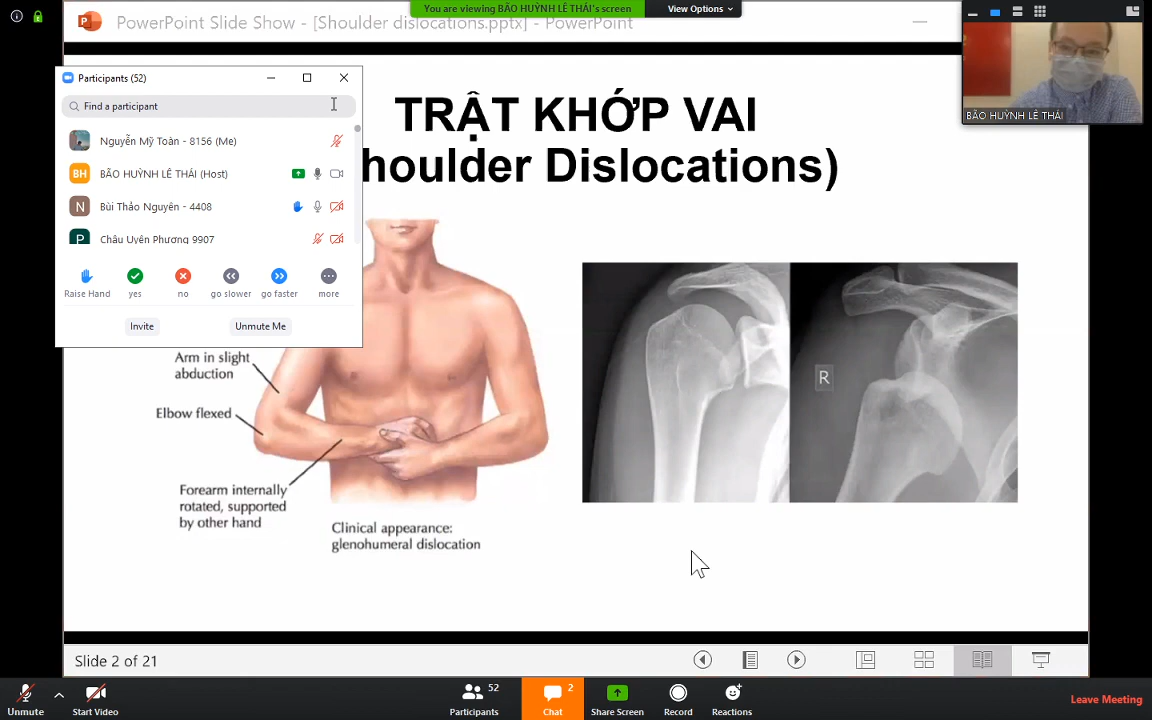 PowerPoint Slide Show - [Shoulder dislocations.pptx] - PowerPoint
You are viewing BÃO HUỲNH LÊ THÁI's screen
View Options
BÃO HUỲNH LÊ THÁI
Participants (52)
Find a participant
Nguyễn Mỹ Toàn - 8156 (Me)
BH
BÃO HUỲNH LÊ THÁI (Host)
N
Bùi Thảo Nguyên - 4408
P
Châu Uyên Phương 9907
Raise Hand
yes
no
go slower
go faster
more
Invite
Unmute Me
TRẬT KHỚP VAI
houlder Dislocations)
Arm in slight
abduction
Elbow flexed
Forearm internally
rotated, supported
by other hand
Clinical appearance:
glenohumeral dislocation
R
Slide 2 of 21
Unmute
Start Video
52
Participants
2
Chat
Share Screen
Record
Reactions
Leave Meeting